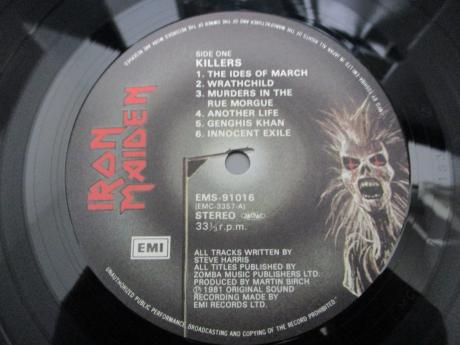 IRON
MAIDEN
SIDE ONE
KILLERS
1. THE IDES OF MARCH
2. WRATHCHILD
3. MURDERS IN THE
RUE MORGUE
4. ANOTHER LIFE
5. GENGHIS KHAN
6. INNOCENT EXILE
EMS-91016
(EMC-3357-A)
STEREO
33⅓ r.p.m.
EMI
ALL TRACKS WRITTEN BY
STEVE HARRIS
ALL TITLES PUBLISHED BY
ZOMBA MUSIC PUBLISHERS LTD.
PRODUCED BY MARTIN BIRCH
℗ 1981 ORIGINAL SOUND
RECORDING MADE BY
EMI RECORDS LTD.
UNAUTHORIZED PUBLIC PERFORMANCE, BROADCASTING AND COPYING OF THE RECORD PROHIBITED"